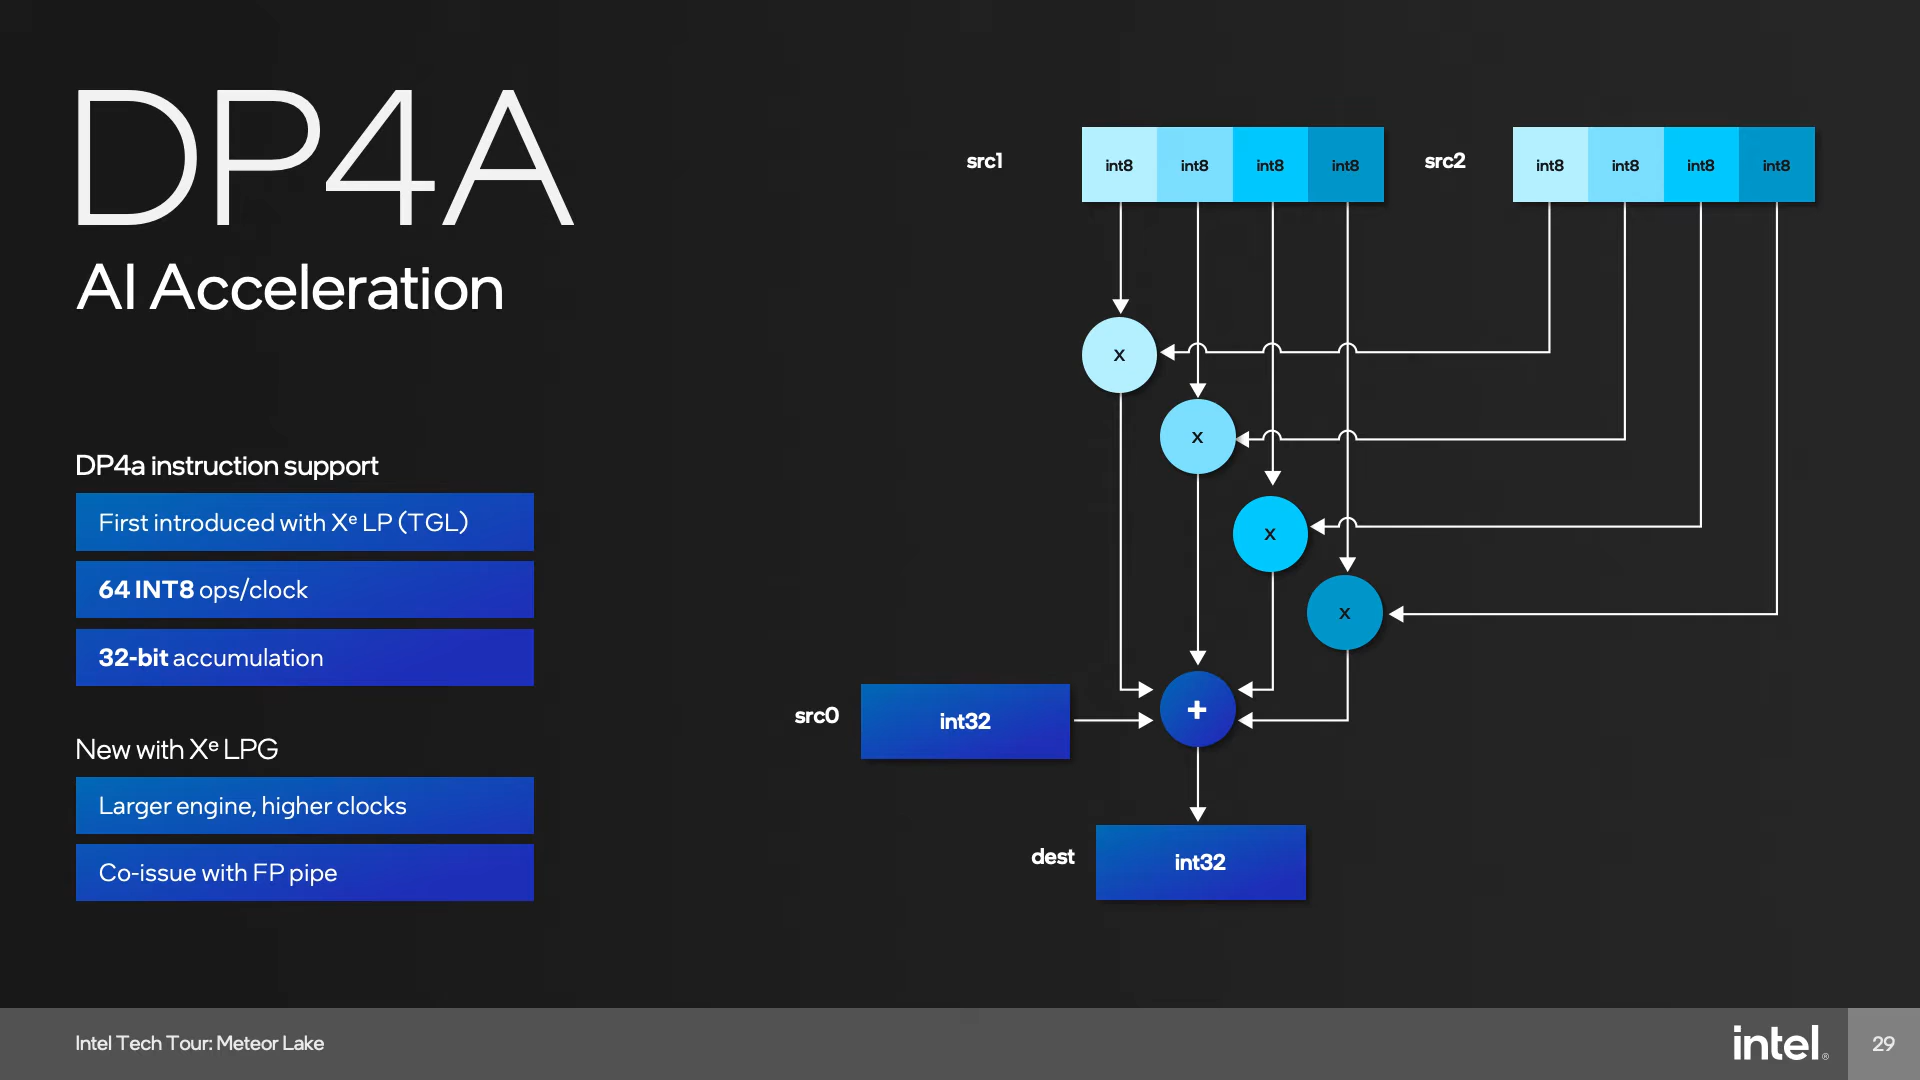 DP4A
AI Acceleration
DP4a instruction support
First introduced with Xᵉ LP (TGL)
64 INT8 ops/clock
32-bit accumulation
New with Xᵉ LPG
Larger engine, higher clocks
Co-issue with FP pipe
src1
int8 int8 int8 int8
src2
int8 int8 int8 int8
x
x
x
x
src0
int32
+
dest
int32
Intel Tech Tour: Meteor Lake
intel®
29